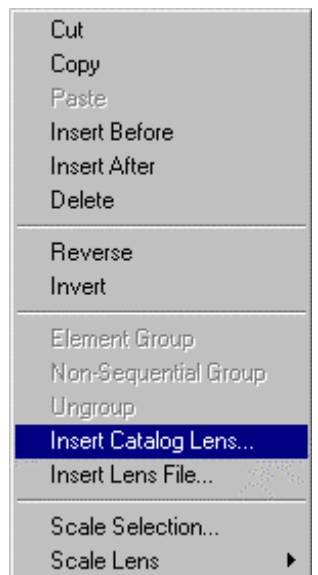 Cut
Copy
Paste
Insert Before
Insert After
Delete
Reverse
Invert
Element Group
Non-Sequential Group
Ungroup
Insert Catalog Lens...
Insert Lens File...
Scale Selection...
Scale Lens